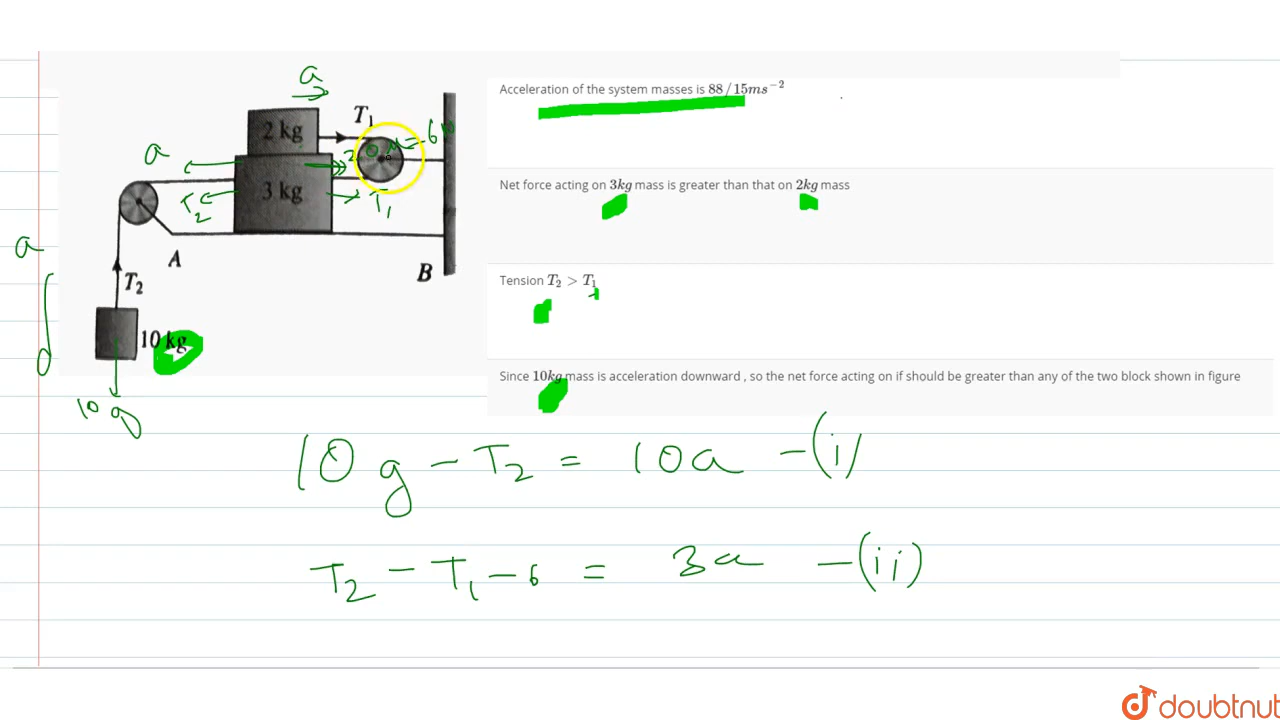 a
2 kg
T₁
a
20 μ = 6N
3 kg
T₂
T₁
a
A
B
T₂
10 kg
10 g
Acceleration of the system masses is 88/15ms⁻²
Net force acting on 3kg mass is greater than that on 2kg mass
Tension T₂ > T₁
Since 10kg mass is acceleration downward , so the net force acting on if should be greater than any of the two block shown in figure
10 g - T₂ = 10a - (i)
T₂ - T₁ - 6 = 3a - (ii)
doubtnut